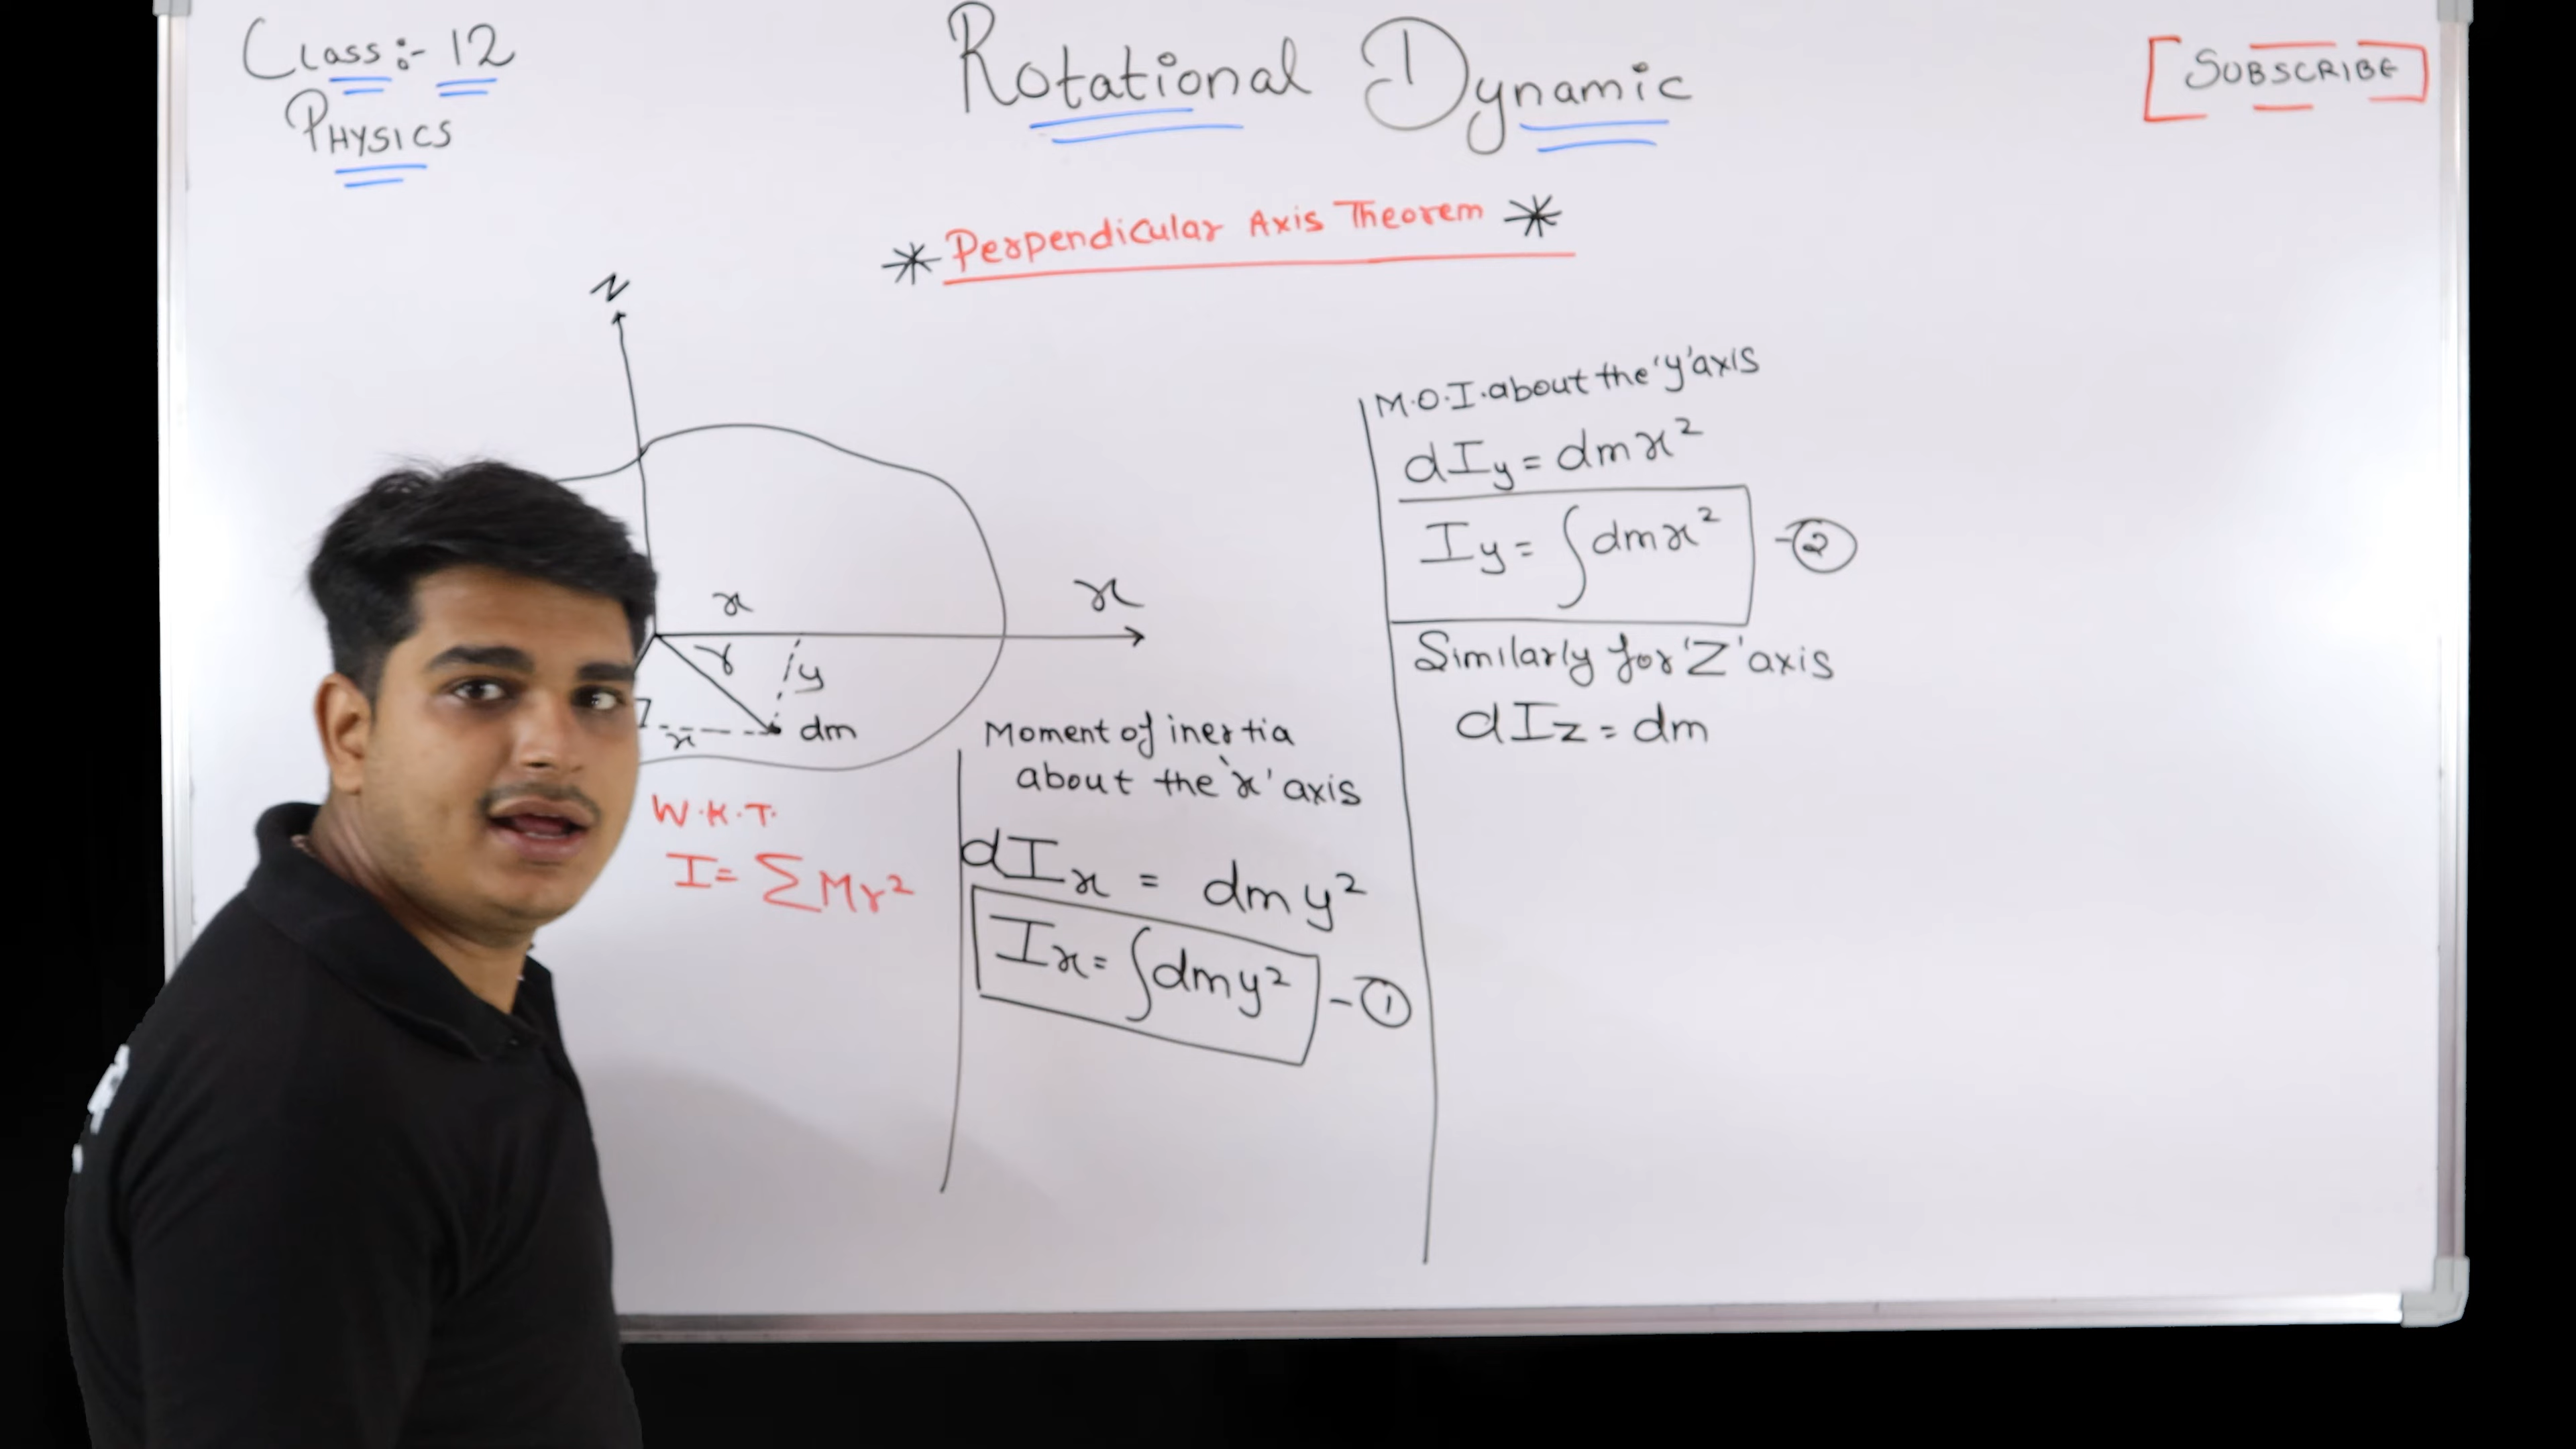 Class:- 12
PHYSICS
Rotational Dynamic
SUBSCRIBE
* Perpendicular Axis Theorem *
Z
x
x
r
y
x
dm
W.K.T.
I = ∑Mr²
Moment of inertia
about the 'x' axis
dIx = dmy²
Ix = ∫dmy² -①
M.O.I. about the 'y' axis
dIy = dmx²
Iy = ∫dmx² -②
Similarly for 'Z' axis
dIz = dm